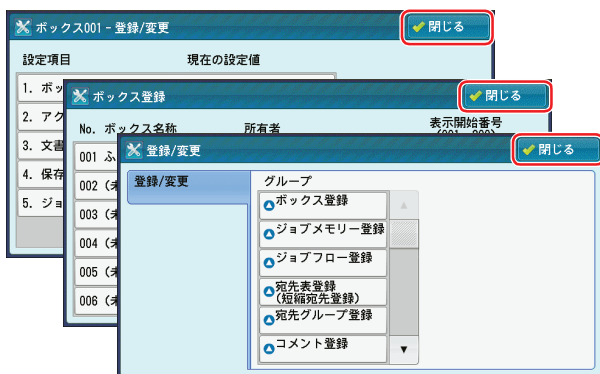 ボックス001 - 登録/変更
閉じる
設定項目 現在の設定値
1. ボッ
2. アク
3. 文書
4. 保存
5. ジョ
ボックス登録
閉じる
No. ボックス名称 所有者 表示開始番号
001 ふ
002 (未
003 (未
004 (未
005 (未
006 (未
登録/変更
閉じる
登録/変更
グループ
ボックス登録
ジョブメモリー登録
ジョブフロー登録
宛先表登録
(短縮宛先登録)
宛先グループ登録
コメント登録